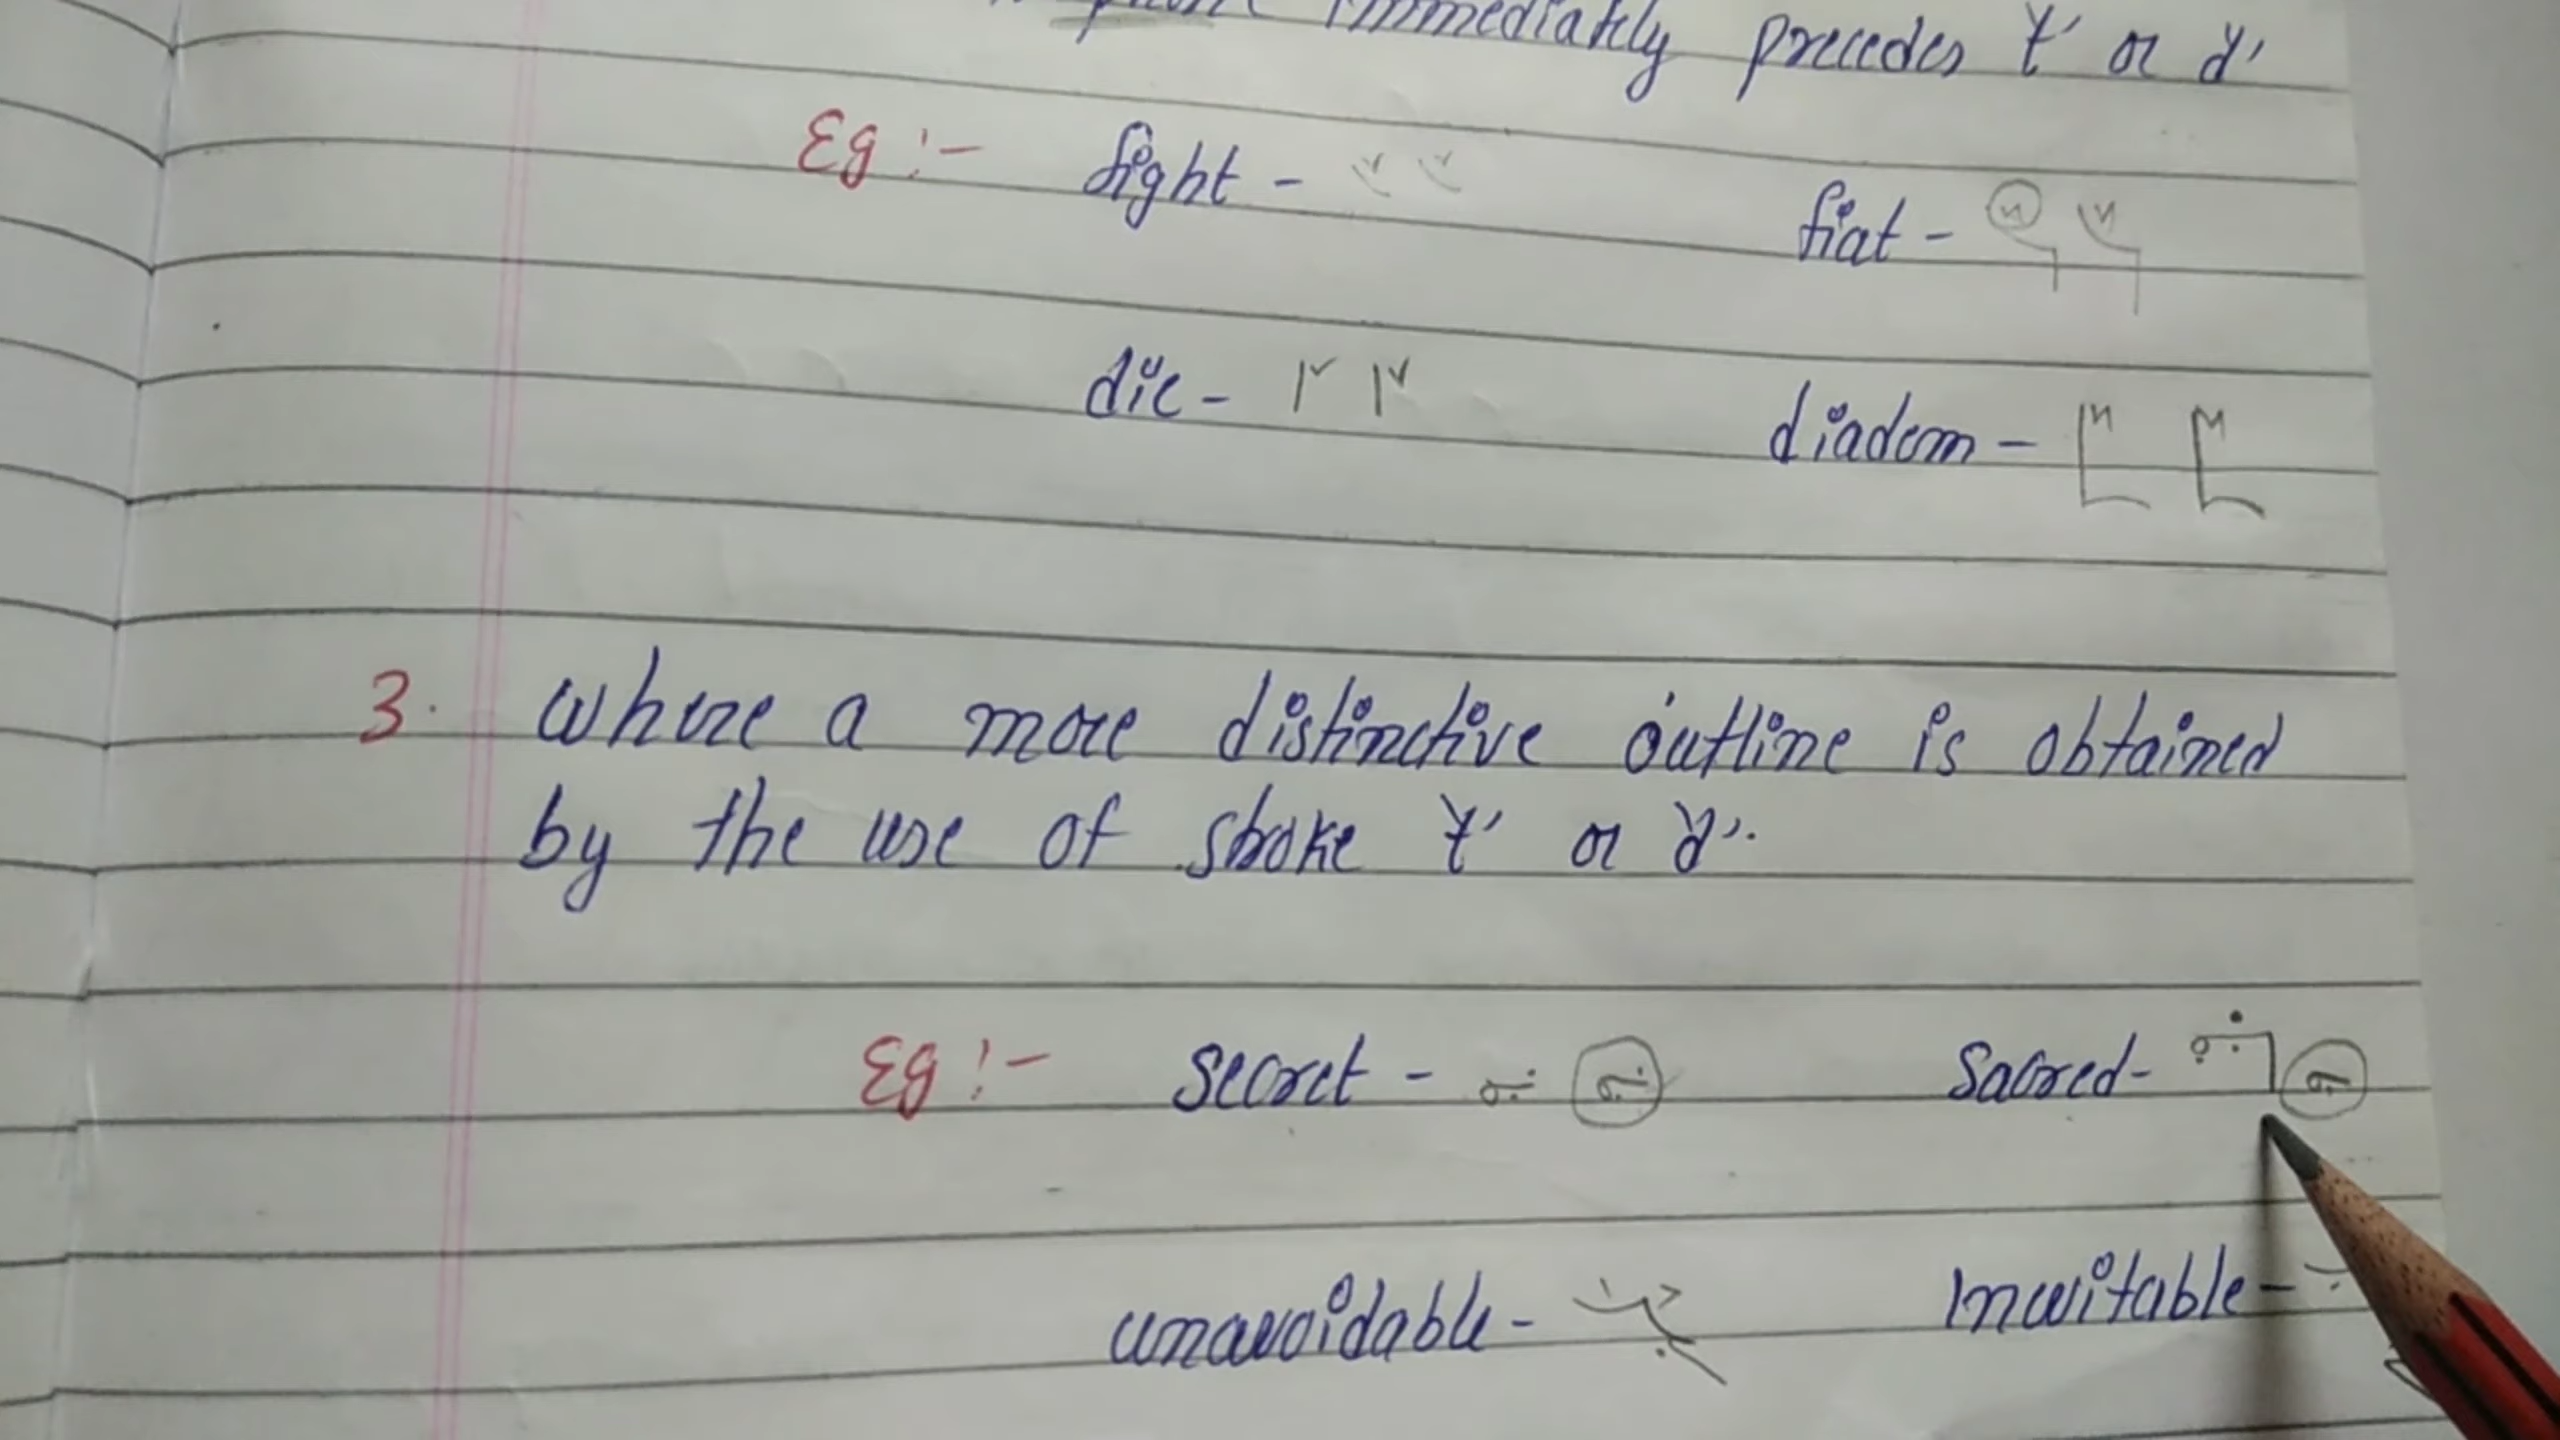 immediately precedes 't' or 'd'
Eg :- fight - fiat -
die - diadem -
3. Where a more distinctive outline is obtained
by the use of stroke 't' or 'd'.
Eg :- Secret - Sacred -
unavoidable - Inevitable -